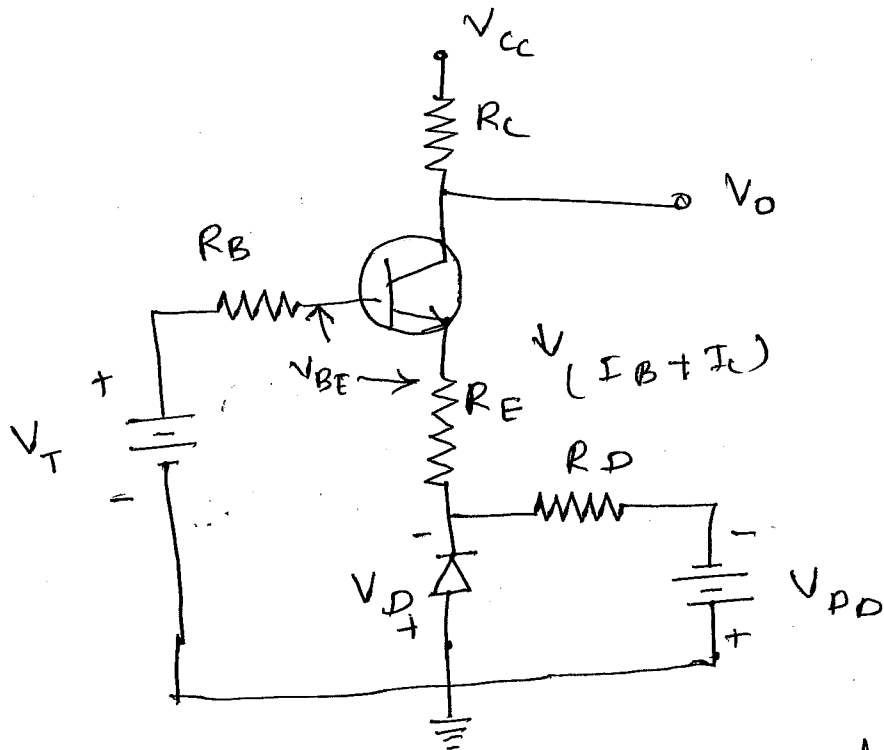 VCC
RC
VO
RB
VBE
(IB + IC)
RE
+
VT
-
RD
-
-
VD
+
VDD
+